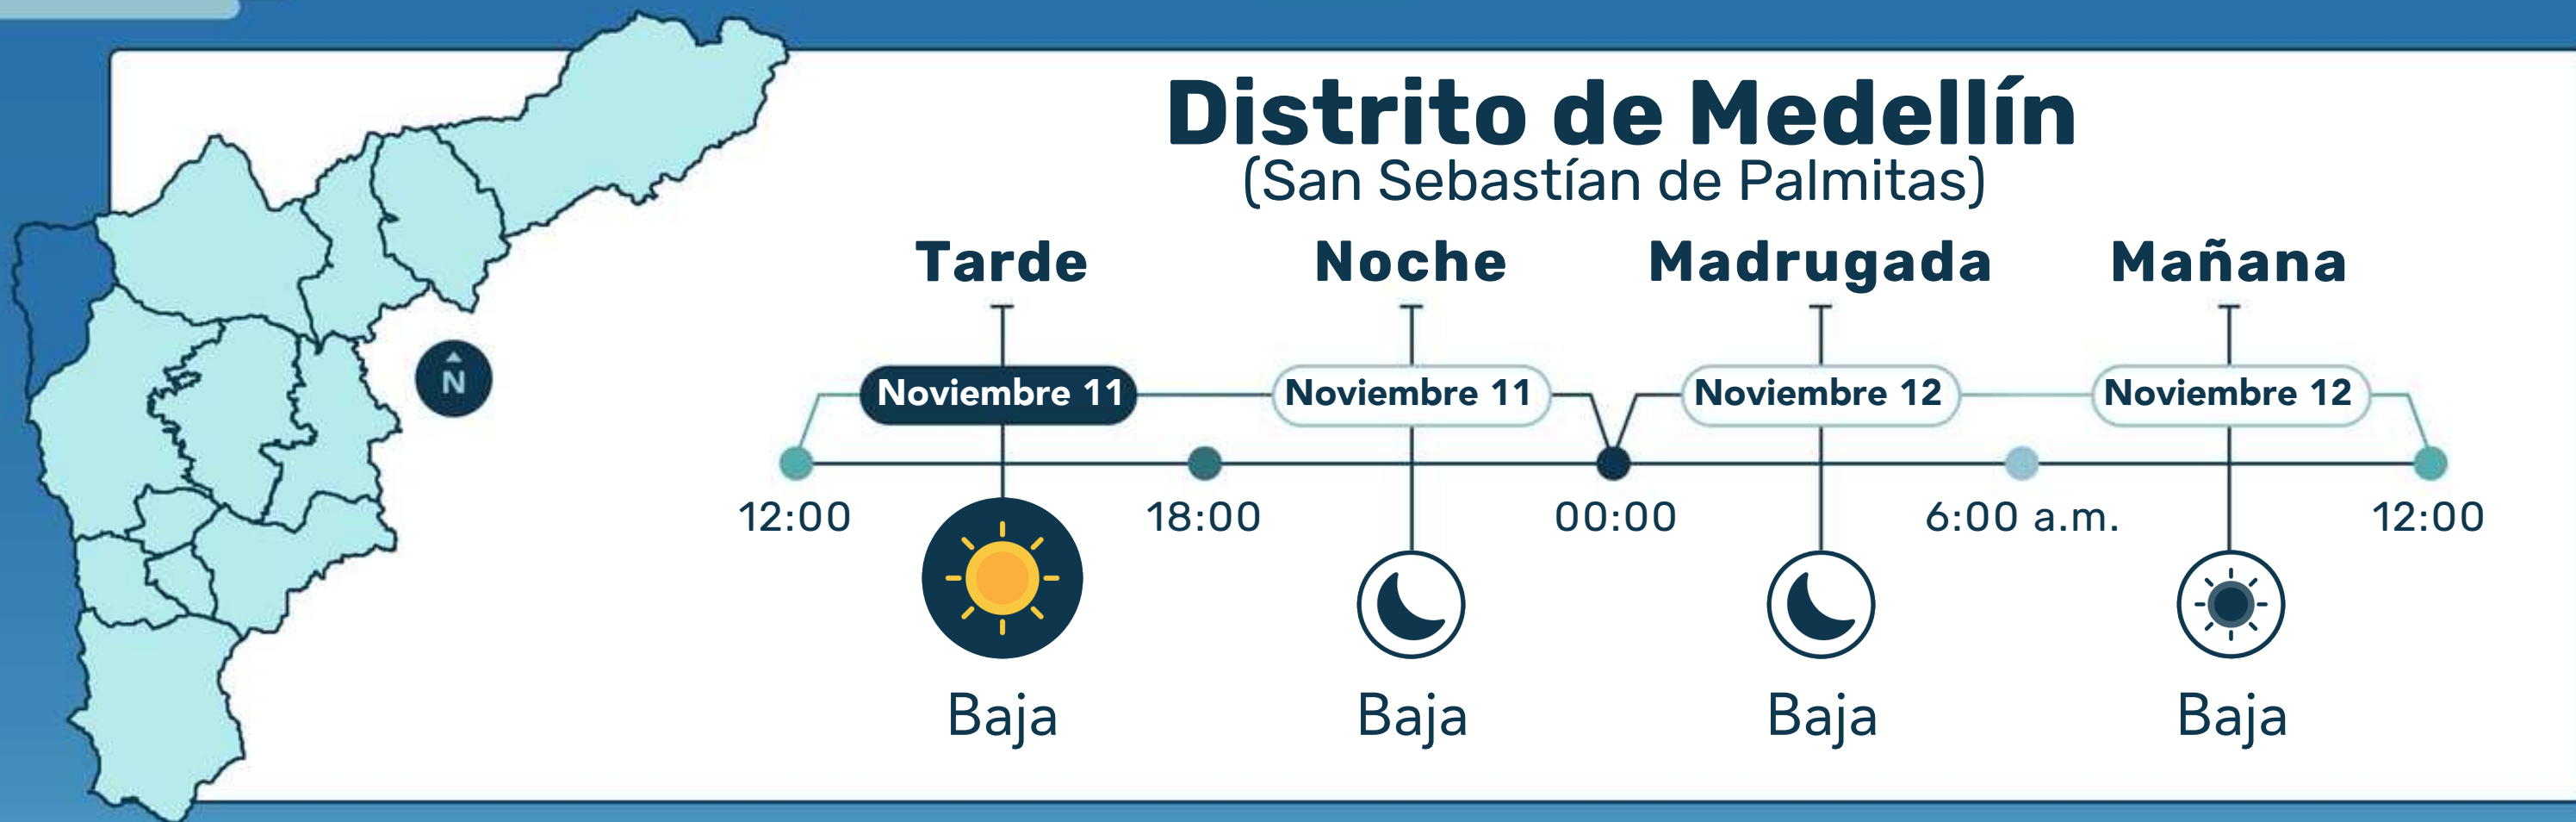 Distrito de Medellín
(San Sebastían de Palmitas)
Tarde Noche Madrugada Mañana
Noviembre 11 Noviembre 11 Noviembre 12 Noviembre 12
N
12:00 18:00 00:00 6:00 a.m. 12:00
Baja Baja Baja Baja